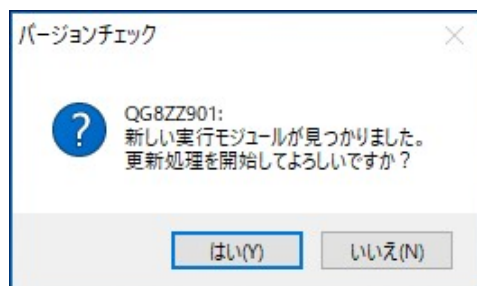 バージョンチェック
QG8ZZ901:
新しい実行モジュールが見つかりました。
更新処理を開始してよろしいですか？
はい(Y)
いいえ(N)